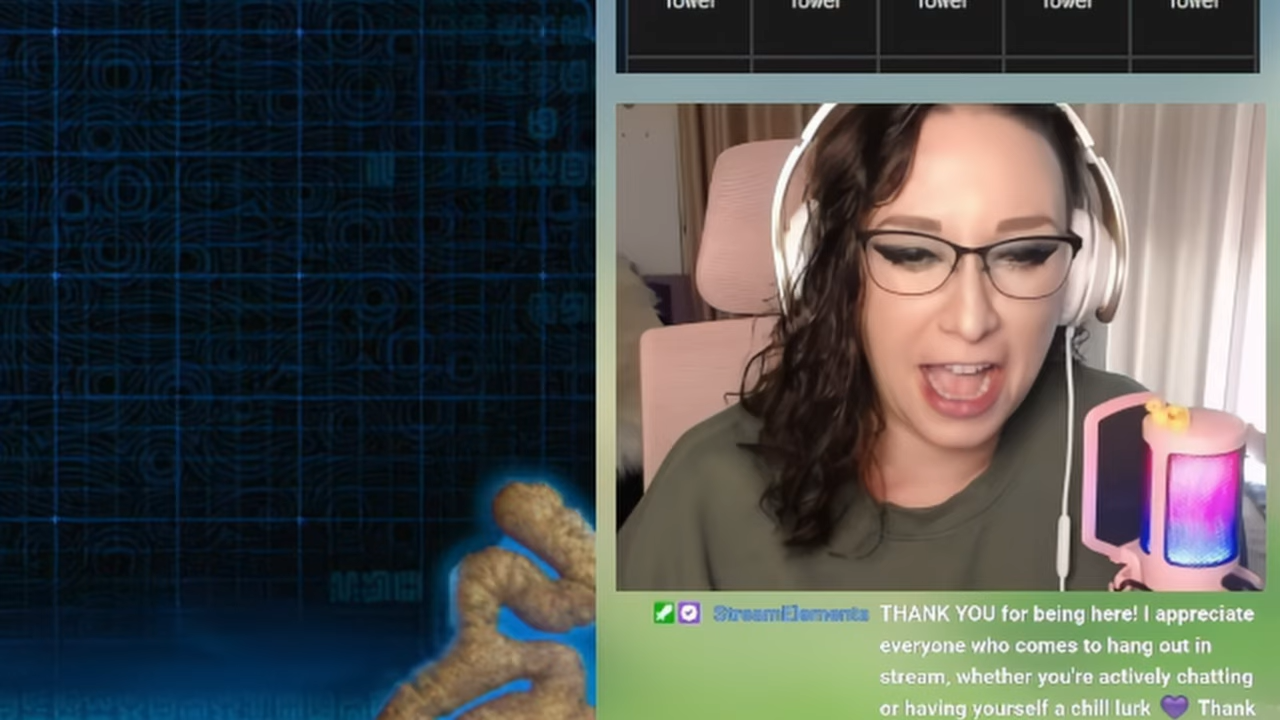 Tower Tower Tower Tower Tower
StreamElements THANK YOU for being here! I appreciate
everyone who comes to hang out in
stream, whether you're actively chatting
or having yourself a chill lurk 💜 Thank